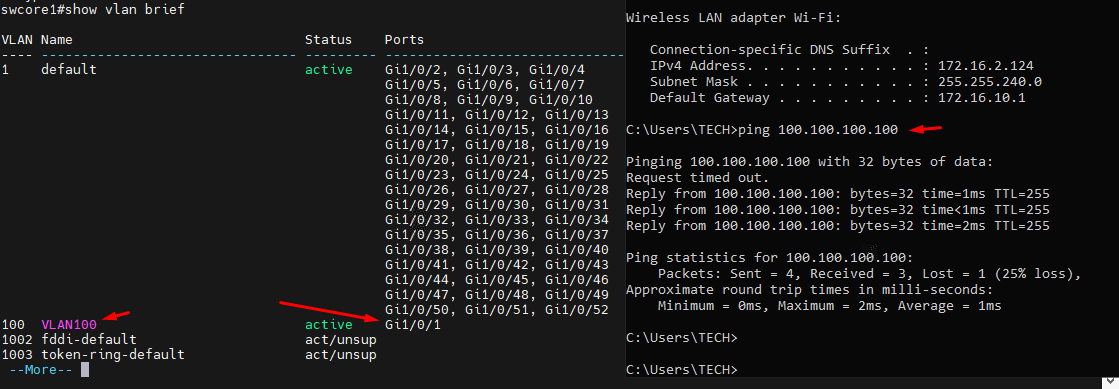 swcore1#show vlan brief
VLAN Name Status Ports
---- -------------------------------- --------- -------------------------------
1 default active Gi1/0/2, Gi1/0/3, Gi1/0/4
Gi1/0/5, Gi1/0/6, Gi1/0/7
Gi1/0/8, Gi1/0/9, Gi1/0/10
Gi1/0/11, Gi1/0/12, Gi1/0/13
Gi1/0/14, Gi1/0/15, Gi1/0/16
Gi1/0/17, Gi1/0/18, Gi1/0/19
Gi1/0/20, Gi1/0/21, Gi1/0/22
Gi1/0/23, Gi1/0/24, Gi1/0/25
Gi1/0/26, Gi1/0/27, Gi1/0/28
Gi1/0/29, Gi1/0/30, Gi1/0/31
Gi1/0/32, Gi1/0/33, Gi1/0/34
Gi1/0/35, Gi1/0/36, Gi1/0/37
Gi1/0/38, Gi1/0/39, Gi1/0/40
Gi1/0/41, Gi1/0/42, Gi1/0/43
Gi1/0/44, Gi1/0/45, Gi1/0/46
Gi1/0/47, Gi1/0/48, Gi1/0/49
Gi1/0/50, Gi1/0/51, Gi1/0/52
100 VLAN100 active Gi1/0/1
1002 fddi-default act/unsup
1003 token-ring-default act/unsup
--More--
Wireless LAN adapter Wi-Fi:
Connection-specific DNS Suffix . :
IPv4 Address. . . . . . . . . . . : 172.16.2.124
Subnet Mask . . . . . . . . . . . : 255.255.240.0
Default Gateway . . . . . . . . . : 172.16.10.1
C:\Users\TECH>ping 100.100.100.100
Pinging 100.100.100.100 with 32 bytes of data:
Request timed out.
Reply from 100.100.100.100: bytes=32 time=1ms TTL=255
Reply from 100.100.100.100: bytes=32 time<1ms TTL=255
Reply from 100.100.100.100: bytes=32 time=2ms TTL=255
Ping statistics for 100.100.100.100:
Packets: Sent = 4, Received = 3, Lost = 1 (25% loss),
Approximate round trip times in milli-seconds:
Minimum = 0ms, Maximum = 2ms, Average = 1ms
C:\Users\TECH>
C:\Users\TECH>